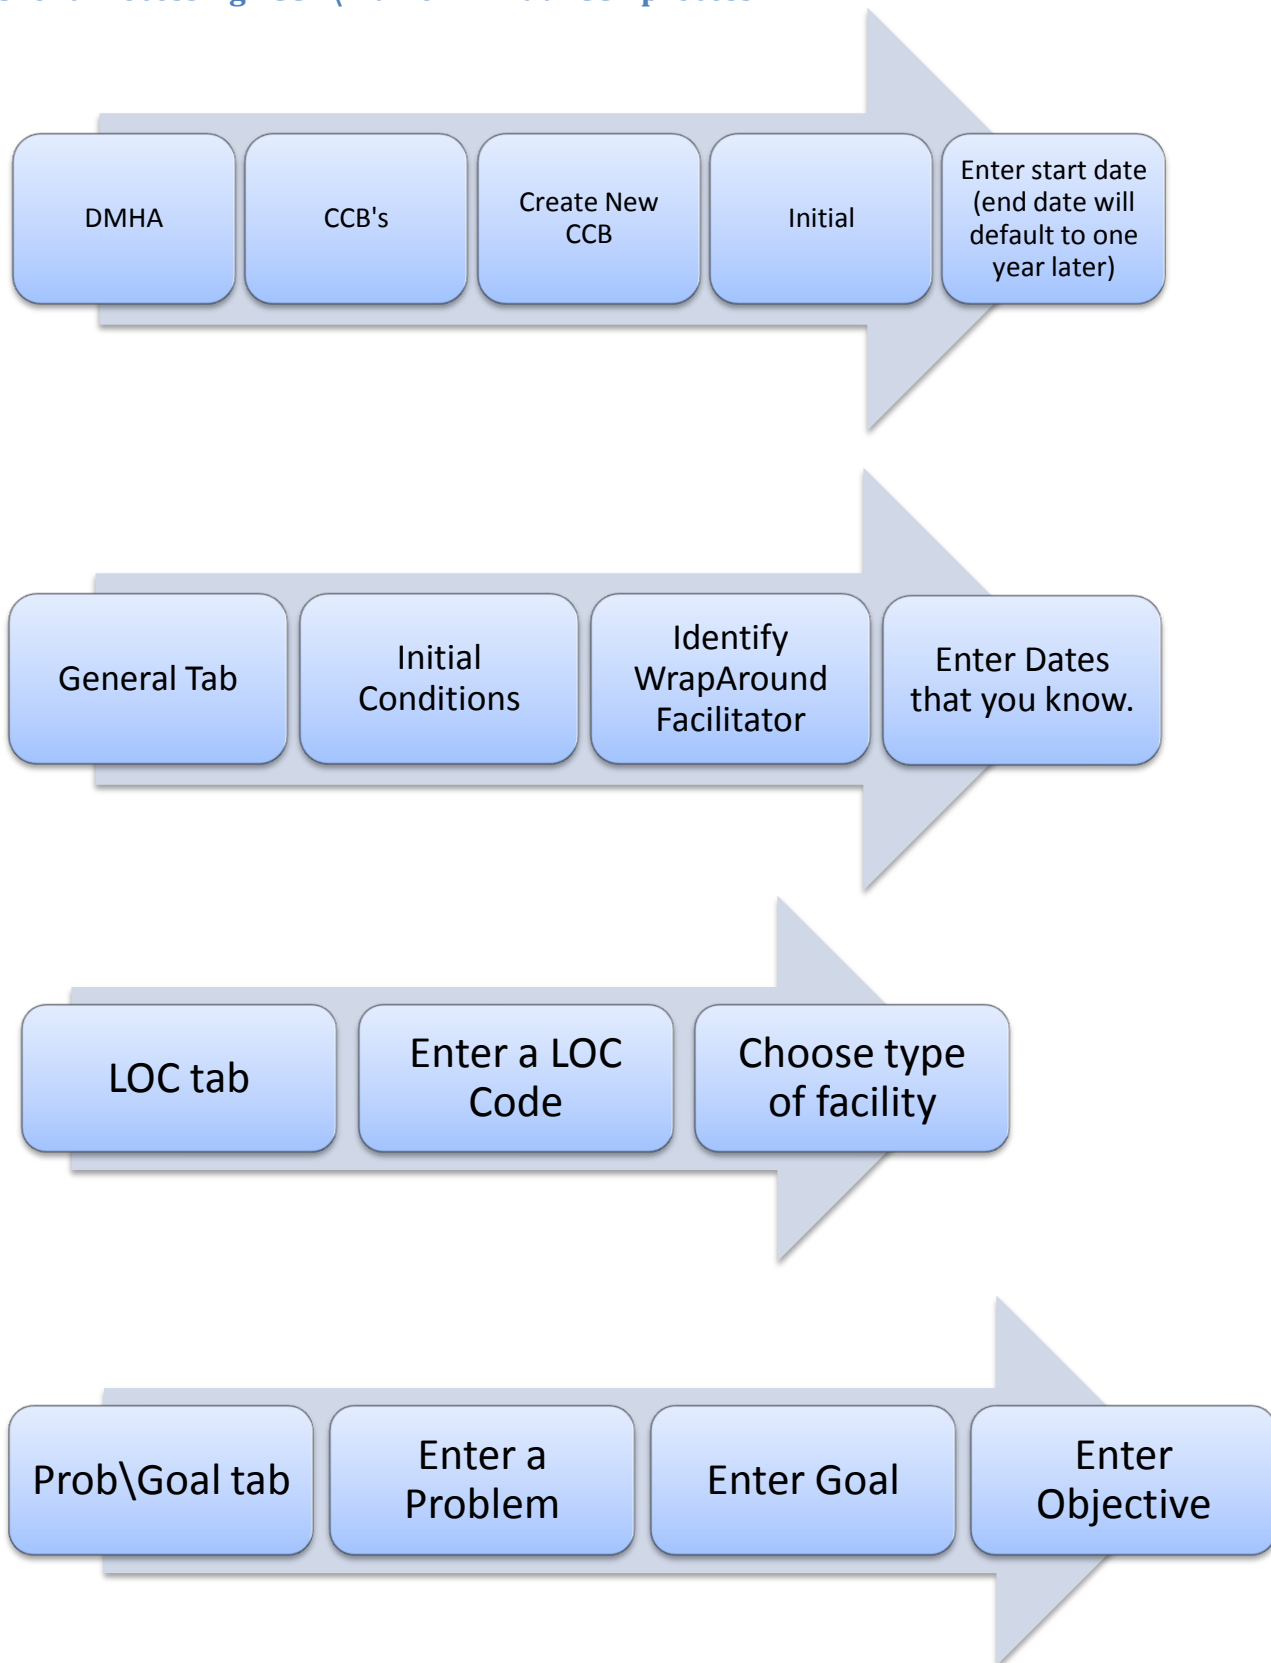 DMHA
CCB's
Create New
CCB
Initial
Enter start date
(end date will
default to one
year later)
General Tab
Initial
Conditions
Identify
WrapAround
Facilitator
Enter Dates
that you know.
LOC tab
Enter a LOC
Code
Choose type
of facility
Prob\Goal tab
Enter a
Problem
Enter Goal
Enter
Objective